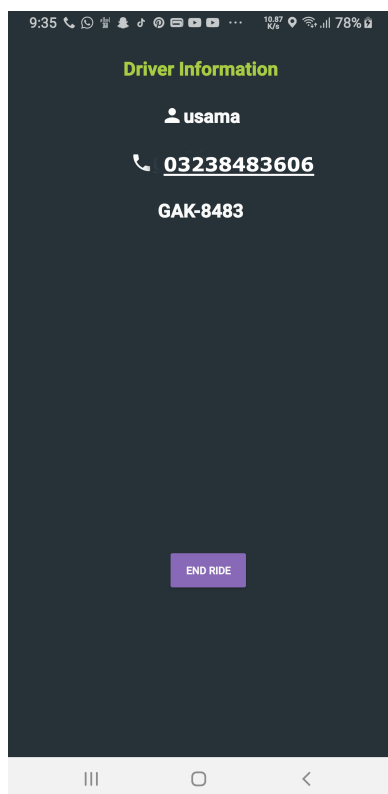 9:35 ... 10.87 K/s 78%
Driver Information
usama
03238483606
GAK-8483
END RIDE